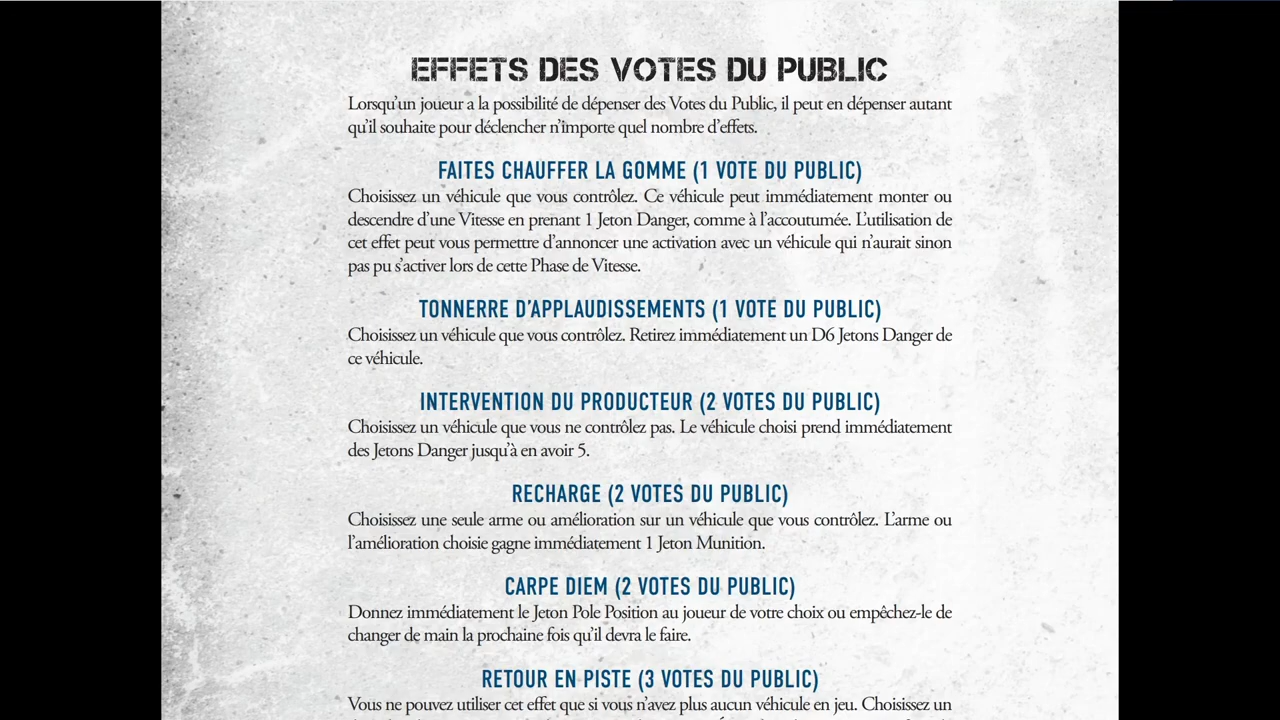 EFFETS DES VOTES DU PUBLIC
Lorsqu’un joueur a la possibilité de dépenser des Votes du Public, il peut en dépenser autant
qu’il souhaite pour déclencher n’importe quel nombre d’effets.
FAITES CHAUFFER LA GOMME (1 VOTE DU PUBLIC)
Choisissez un véhicule que vous contrôlez. Ce véhicule peut immédiatement monter ou
descendre d’une Vitesse en prenant 1 Jeton Danger, comme à l’accoutumée. L’utilisation de
cet effet peut vous permettre d’annoncer une activation avec un véhicule qui n’aurait sinon
pas pu s’activer lors de cette Phase de Vitesse.
TONNERRE D’APPLAUDISSEMENTS (1 VOTE DU PUBLIC)
Choisissez un véhicule que vous contrôlez. Retirez immédiatement un D6 Jetons Danger de
ce véhicule.
INTERVENTION DU PRODUCTEUR (2 VOTES DU PUBLIC)
Choisissez un véhicule que vous ne contrôlez pas. Le véhicule choisi prend immédiatement
des Jetons Danger jusqu’à en avoir 5.
RECHARGE (2 VOTES DU PUBLIC)
Choisissez une seule arme ou amélioration sur un véhicule que vous contrôlez. L’arme ou
l’amélioration choisie gagne immédiatement 1 Jeton Munition.
CARPE DIEM (2 VOTES DU PUBLIC)
Donnez immédiatement le Jeton Pole Position au joueur de votre choix ou empêchez-le de
changer de main la prochaine fois qu’il devra le faire.
RETOUR EN PISTE (3 VOTES DU PUBLIC)
Vous ne pouvez utiliser cet effet que si vous n’avez plus aucun véhicule en jeu. Choisissez un